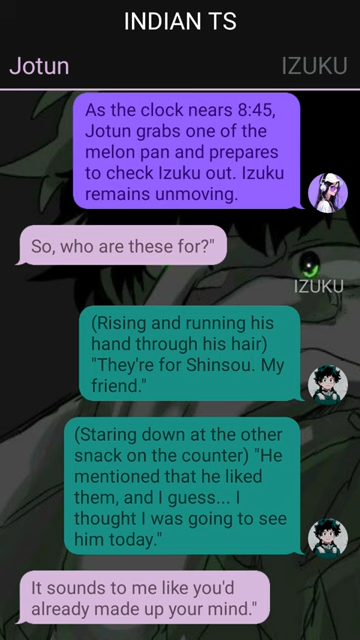 INDIAN TS
Jotun
IZUKU
As the clock nears 8:45,
Jotun grabs one of the
melon pan and prepares
to check Izuku out. Izuku
remains unmoving.
So, who are these for?"
IZUKU
(Rising and running his
hand through his hair)
"They're for Shinsou. My
friend."
(Staring down at the other
snack on the counter) "He
mentioned that he liked
them, and I guess... I
thought I was going to see
him today."
It sounds to me like you'd
already made up your mind."